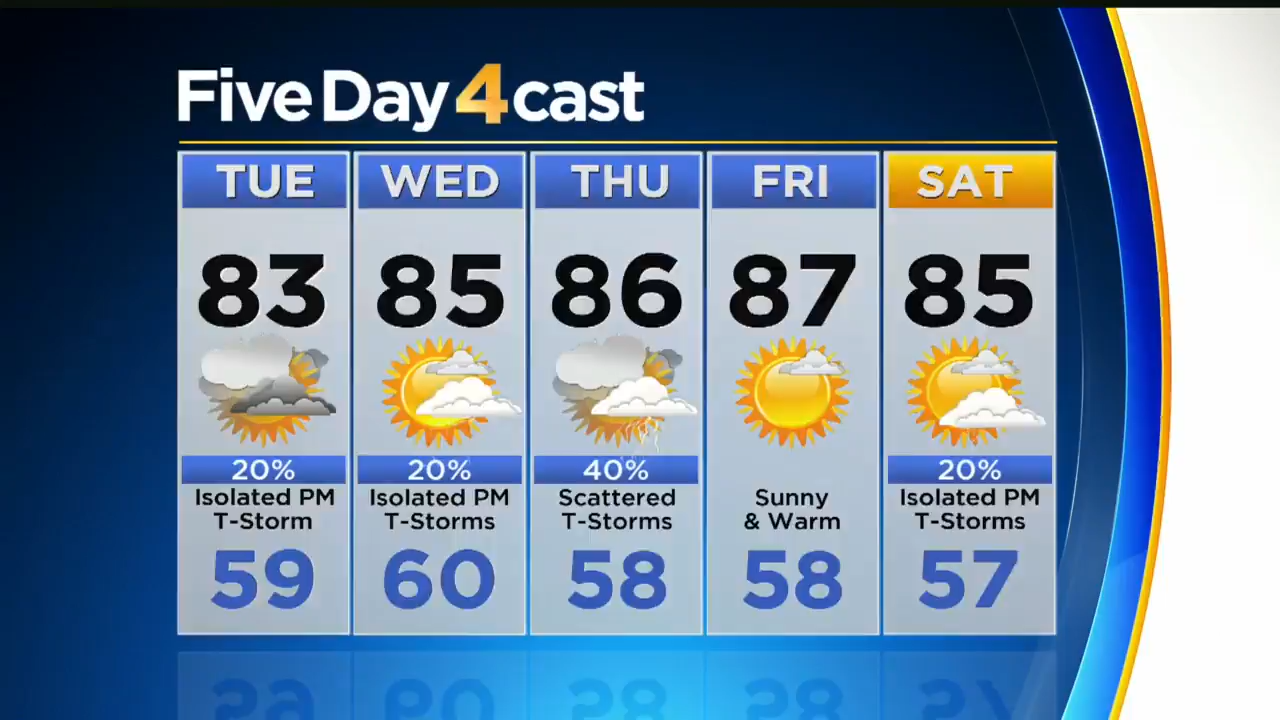 Five Day 4cast
TUE WED THU FRI SAT
83 85 86 87 85
20% 20% 40% 20%
Isolated PM Isolated PM Scattered Sunny Isolated PM
T-Storm T-Storms T-Storms & Warm T-Storms
59 60 58 58 57